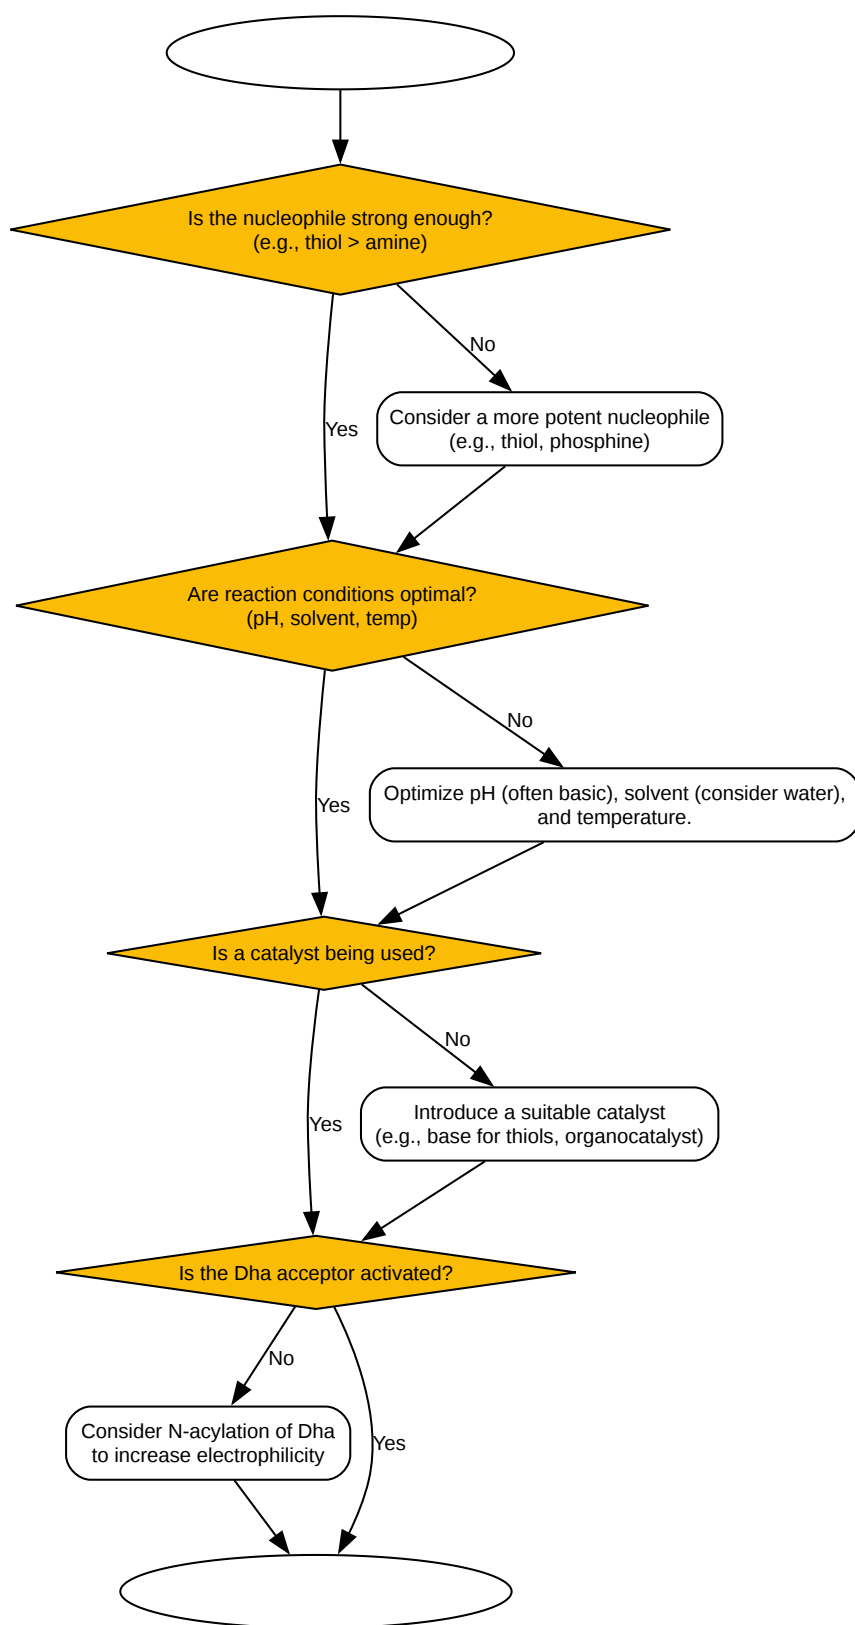 Is the nucleophile strong enough?
(e.g., thiol > amine)
No
Consider a more potent nucleophile
(e.g., thiol, phosphine)
Yes
Are reaction conditions optimal?
(pH, solvent, temp)
No
Optimize pH (often basic), solvent (consider water),
and temperature.
Yes
Is a catalyst being used?
No
Introduce a suitable catalyst
(e.g., base for thiols, organocatalyst)
Yes
Is the Dha acceptor activated?
No
Consider N-acylation of Dha
to increase electrophilicity
Yes